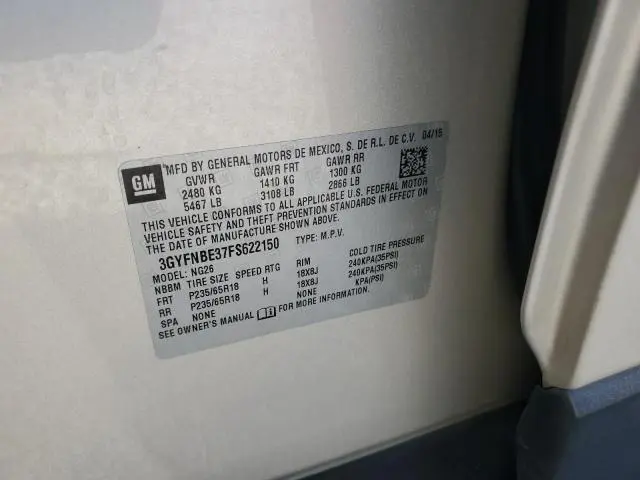 GM
MFD BY GENERAL MOTORS DE MEXICO, S. DE R.L. DE C.V. 04/15
GVWR GAWR FRT GAWR RR
2480 KG 1410 KG 1300 KG
5467 LB 3108 LB 2866 LB
THIS VEHICLE CONFORMS TO ALL APPLICABLE U.S. FEDERAL MOTOR
VEHICLE SAFETY AND THEFT PREVENTION STANDARDS IN EFFECT ON
THE DATE OF MANUFACTURE SHOWN ABOVE.
3GYFNBE37FS622150 TYPE: M.P.V.
MODEL: NG26
NBBM TIRE SIZE SPEED RTG RIM COLD TIRE PRESSURE
FRT P235/65R18 H 18X8J 240KPA(35PSI)
RR P235/65R18 H 18X8J 240KPA(35PSI)
SPA NONE NONE KPA(PSI)
SEE OWNER'S MANUAL FOR MORE INFORMATION.